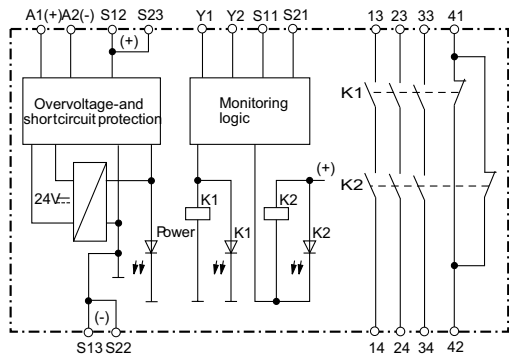 A1(+) A2(-) S12 S23 Y1 Y2 S11 S21 13 23 33 41
(+)
Overvoltage-and
shortcircuit protection
Monitoring
logic
K1
K2
24V
(+)
K1
K2
Power
K1
K2
(-)
S13 S22
14 24 34 42